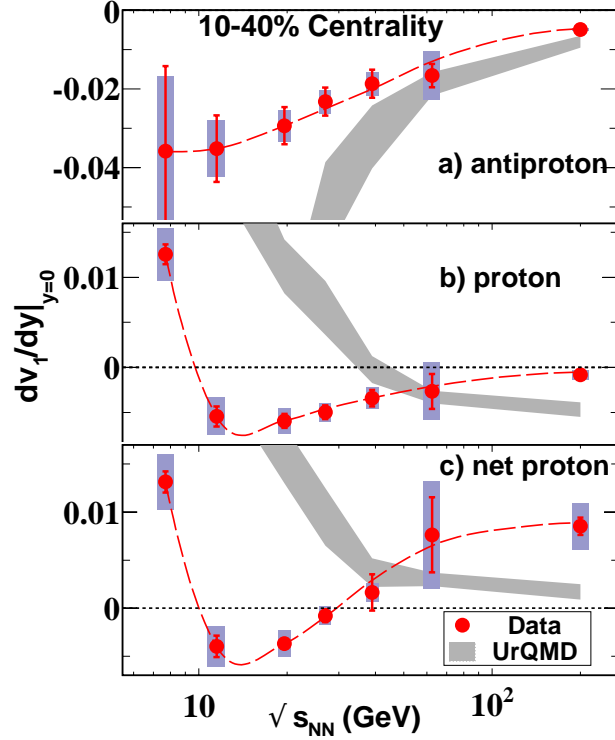 10-40% Centrality
0
-0.02
-0.04
a) antiproton
0.01
0
b) proton
dv₁/dy|y=0
c) net proton
0.01
0
Data
UrQMD
10
10²
√ sNN (GeV)